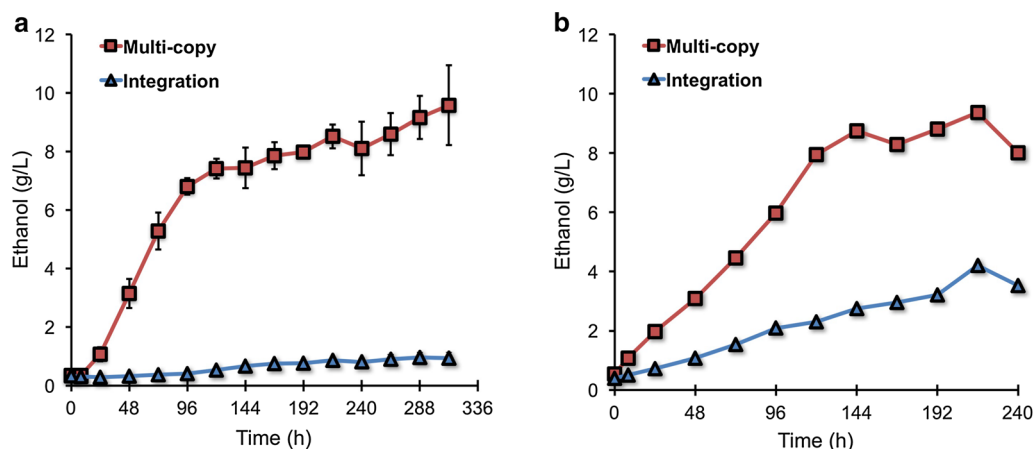 a
Ethanol (g/L)
12
10
8
6
4
2
0
Multi-copy
Integration
0 48 96 144 192 240 288 336
Time (h)
b
Ethanol (g/L)
12
10
8
6
4
2
0
Multi-copy
Integration
0 48 96 144 192 240
Time (h)